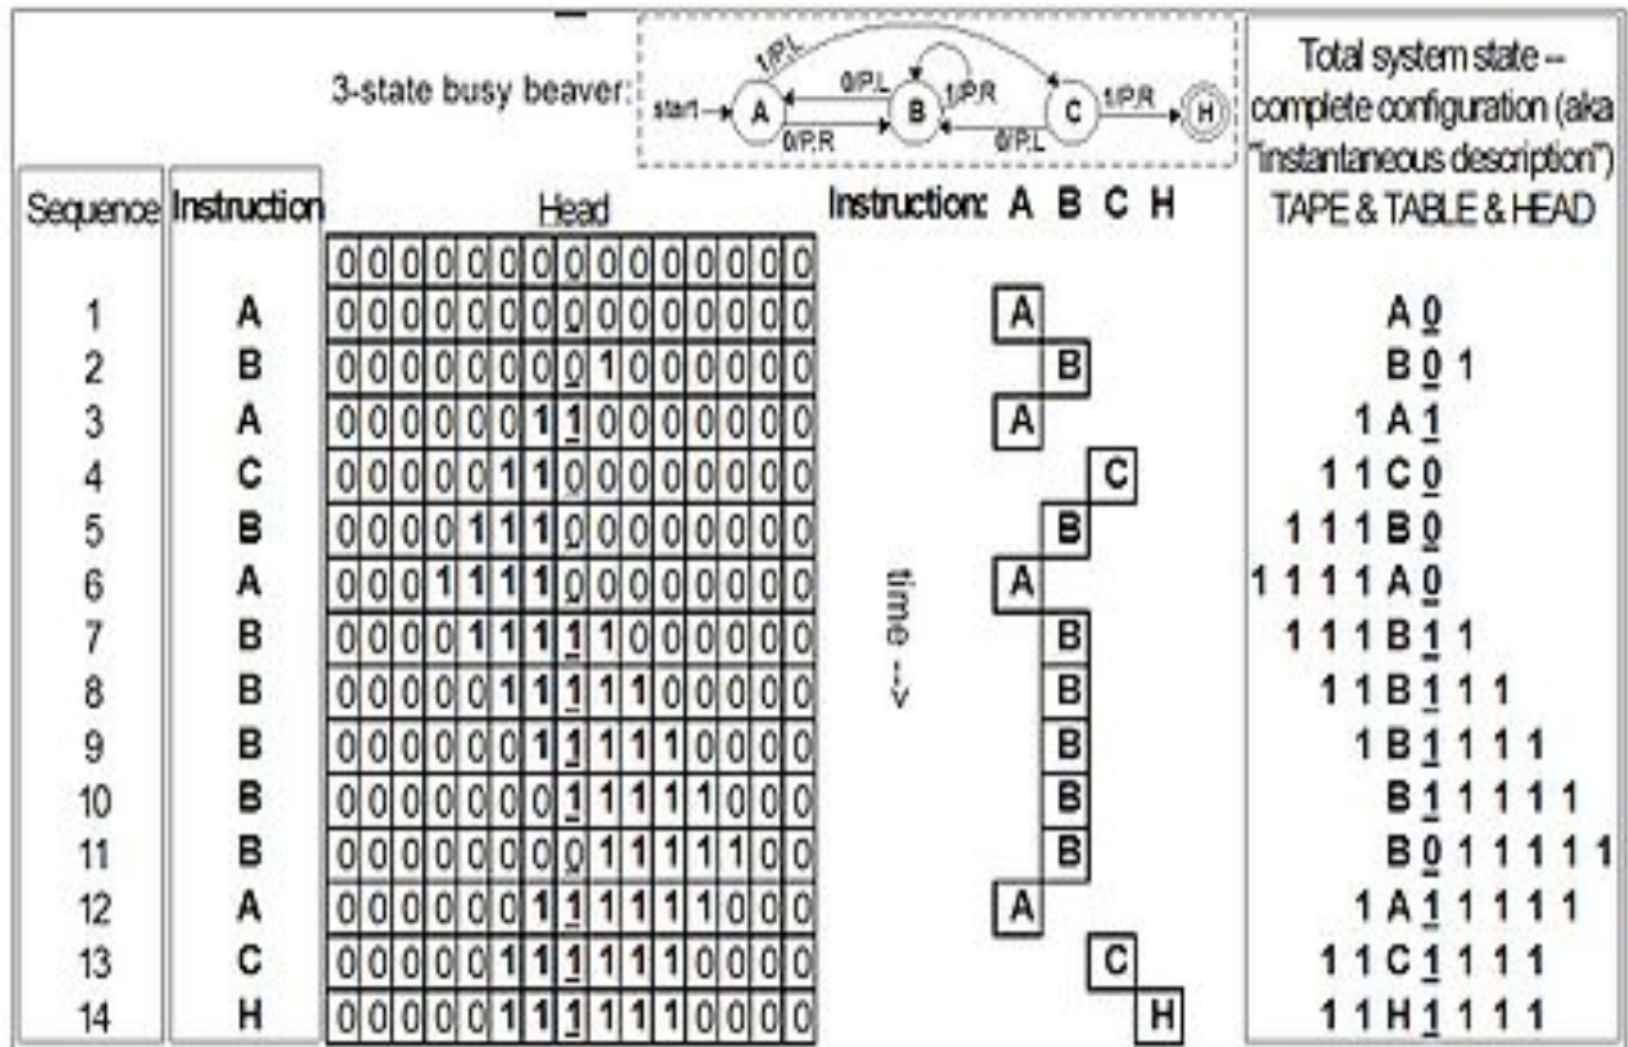 3-state busy beaver:
start
A
B
C
H
1/P,L
0/P,L
0/P,R
1/P,R
0/P,L
1/P,R
Total system state --
complete configuration (aka
"instantaneous description")
TAPE & TABLE & HEAD
Sequence Instruction Head Instruction: A B C H
0 0 0 0 0 0 0 0 0 0 0 0 0 0 0
1 A 0 0 0 0 0 0 0 0 0 0 0 0 0 0 0 A A 0
2 B 0 0 0 0 0 0 0 0 1 0 0 0 0 0 0 B B 0 1
3 A 0 0 0 0 0 0 1 1 0 0 0 0 0 0 0 A 1 A 1
4 C 0 0 0 0 0 1 1 0 0 0 0 0 0 0 0 C 1 1 C 0
5 B 0 0 0 0 1 1 1 0 0 0 0 0 0 0 0 B 1 1 1 B 0
6 A 0 0 0 1 1 1 1 0 0 0 0 0 0 0 0 A 1 1 1 1 A 0
7 B 0 0 0 0 1 1 1 1 1 0 0 0 0 0 0 B 1 1 1 B 1 1
8 B 0 0 0 0 0 1 1 1 1 1 0 0 0 0 0 B 1 1 B 1 1 1
9 B 0 0 0 0 0 0 1 1 1 1 1 0 0 0 0 B 1 B 1 1 1 1
10 B 0 0 0 0 0 0 0 1 1 1 1 1 0 0 0 B B 1 1 1 1 1
11 B 0 0 0 0 0 0 0 0 1 1 1 1 1 0 0 B B 0 1 1 1 1 1
12 A 0 0 0 0 0 0 1 1 1 1 1 1 0 0 0 A 1 A 1 1 1 1 1
13 C 0 0 0 0 0 1 1 1 1 1 1 0 0 0 0 C 1 1 C 1 1 1 1
14 H 0 0 0 0 0 1 1 1 1 1 1 0 0 0 0 H 1 1 H 1 1 1 1
time -->